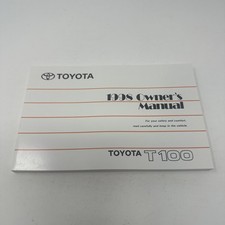 TOYOTA
1998 Owner's
Manual
For your safety and comfort,
read carefully and keep in the vehicle.
TOYOTA T100